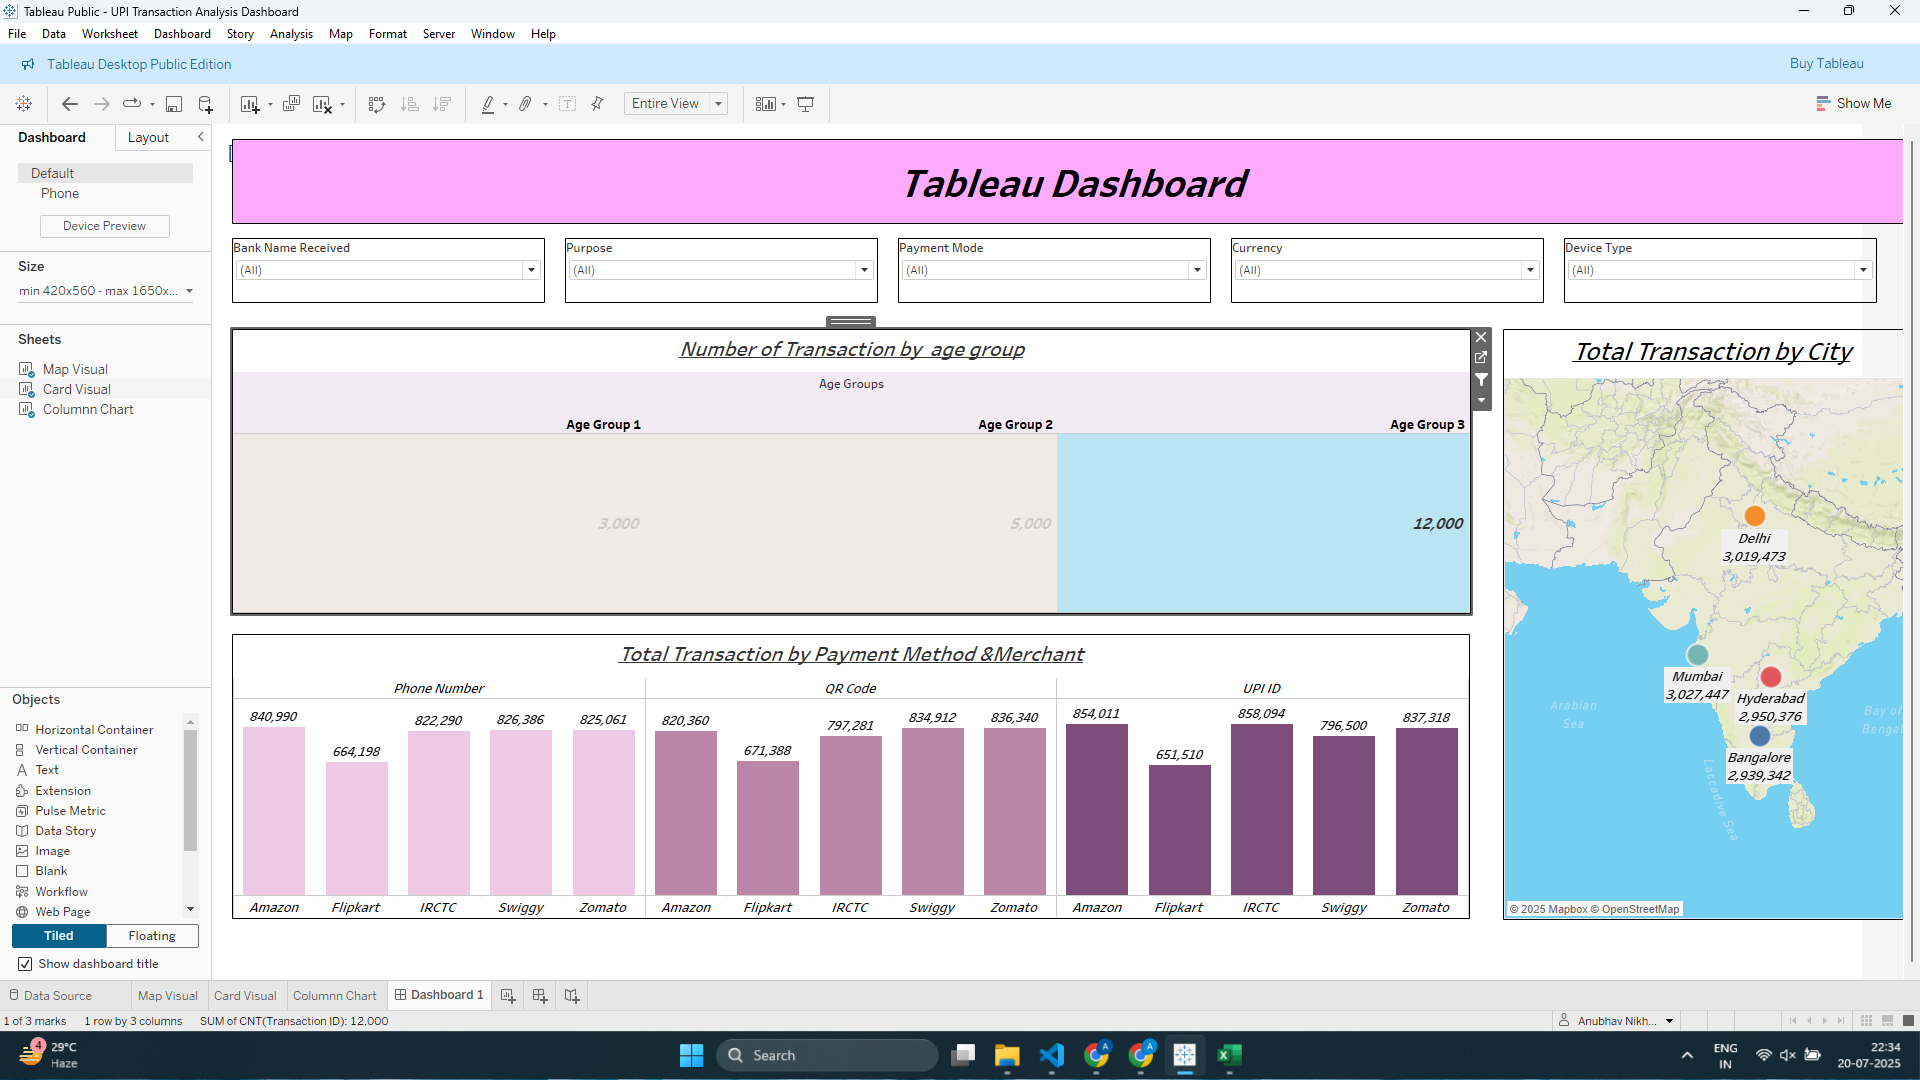 Tableau Public - UPI Transaction Analysis Dashboard
File Data Worksheet Dashboard Story Analysis Map Format Server Window Help
Tableau Desktop Public Edition
Buy Tableau
Entire View
Show Me
Dashboard Layout
Default
Phone
Device Preview
Size
min 420x560 - max 1650x...
Sheets
Map Visual
Card Visual
Columnn Chart
Objects
Horizontal Container
Vertical Container
Text
Extension
Pulse Metric
Data Story
Image
Blank
Workflow
Web Page
Tiled Floating
Show dashboard title
Tableau Dashboard
Bank Name Received Purpose Payment Mode Currency Device Type
(All) (All) (All) (All) (All)
Number of Transaction by age group
Age Groups
Age Group 1 Age Group 2 Age Group 3
3,000 5,000 12,000
Total Transaction by Payment Method &Merchant
Phone Number QR Code UPI ID
840,990 664,198 822,290 826,386 825,061 820,360 671,388 797,281 834,912 836,340 854,011 651,510 858,094 796,500 837,318
Amazon Flipkart IRCTC Swiggy Zomato Amazon Flipkart IRCTC Swiggy Zomato Amazon Flipkart IRCTC Swiggy Zomato
Total Transaction by City
Delhi
3,019,473
Mumbai
3,027,447
Hyderabad
2,950,376
Bangalore
2,939,342
Arabian
Sea
Bay of
Bengal
Laccadive Sea
© 2025 Mapbox © OpenStreetMap
Data Source Map Visual Card Visual Columnn Chart Dashboard 1
1 of 3 marks 1 row by 3 columns SUM of CNT(Transaction ID): 12,000
Anubhav Nikh...
4
29°C
Haze
Search
A
A
ENG
IN
22:34
20-07-2025